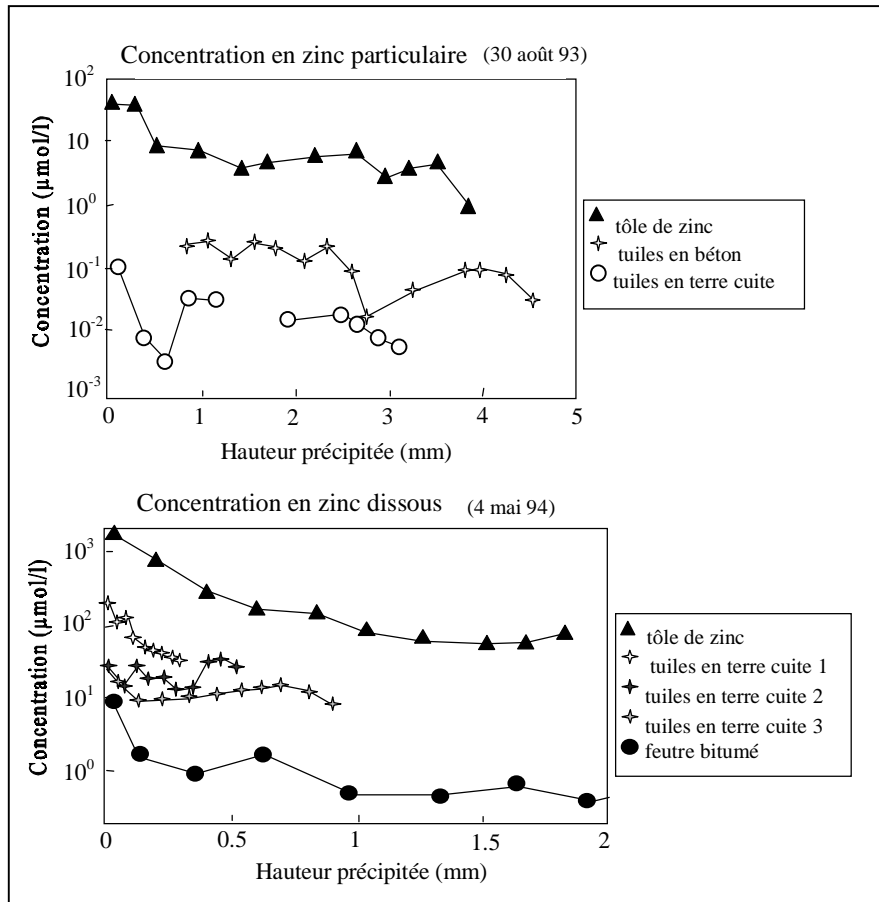 Concentration en zinc particulaire (30 août 93)
Concentration (µmol/l)
10²
10
10⁰
10⁻¹
10⁻²
10⁻³
0 1 2 3 4 5
Hauteur précipitée (mm)
tôle de zinc
tuiles en béton
tuiles en terre cuite
Concentration en zinc dissous (4 mai 94)
Concentration (µmol/l)
10³
10²
10¹
10⁰
0 0.5 1 1.5 2
Hauteur précipitée (mm)
tôle de zinc
tuiles en terre cuite 1
tuiles en terre cuite 2
tuiles en terre cuite 3
feutre bitumé